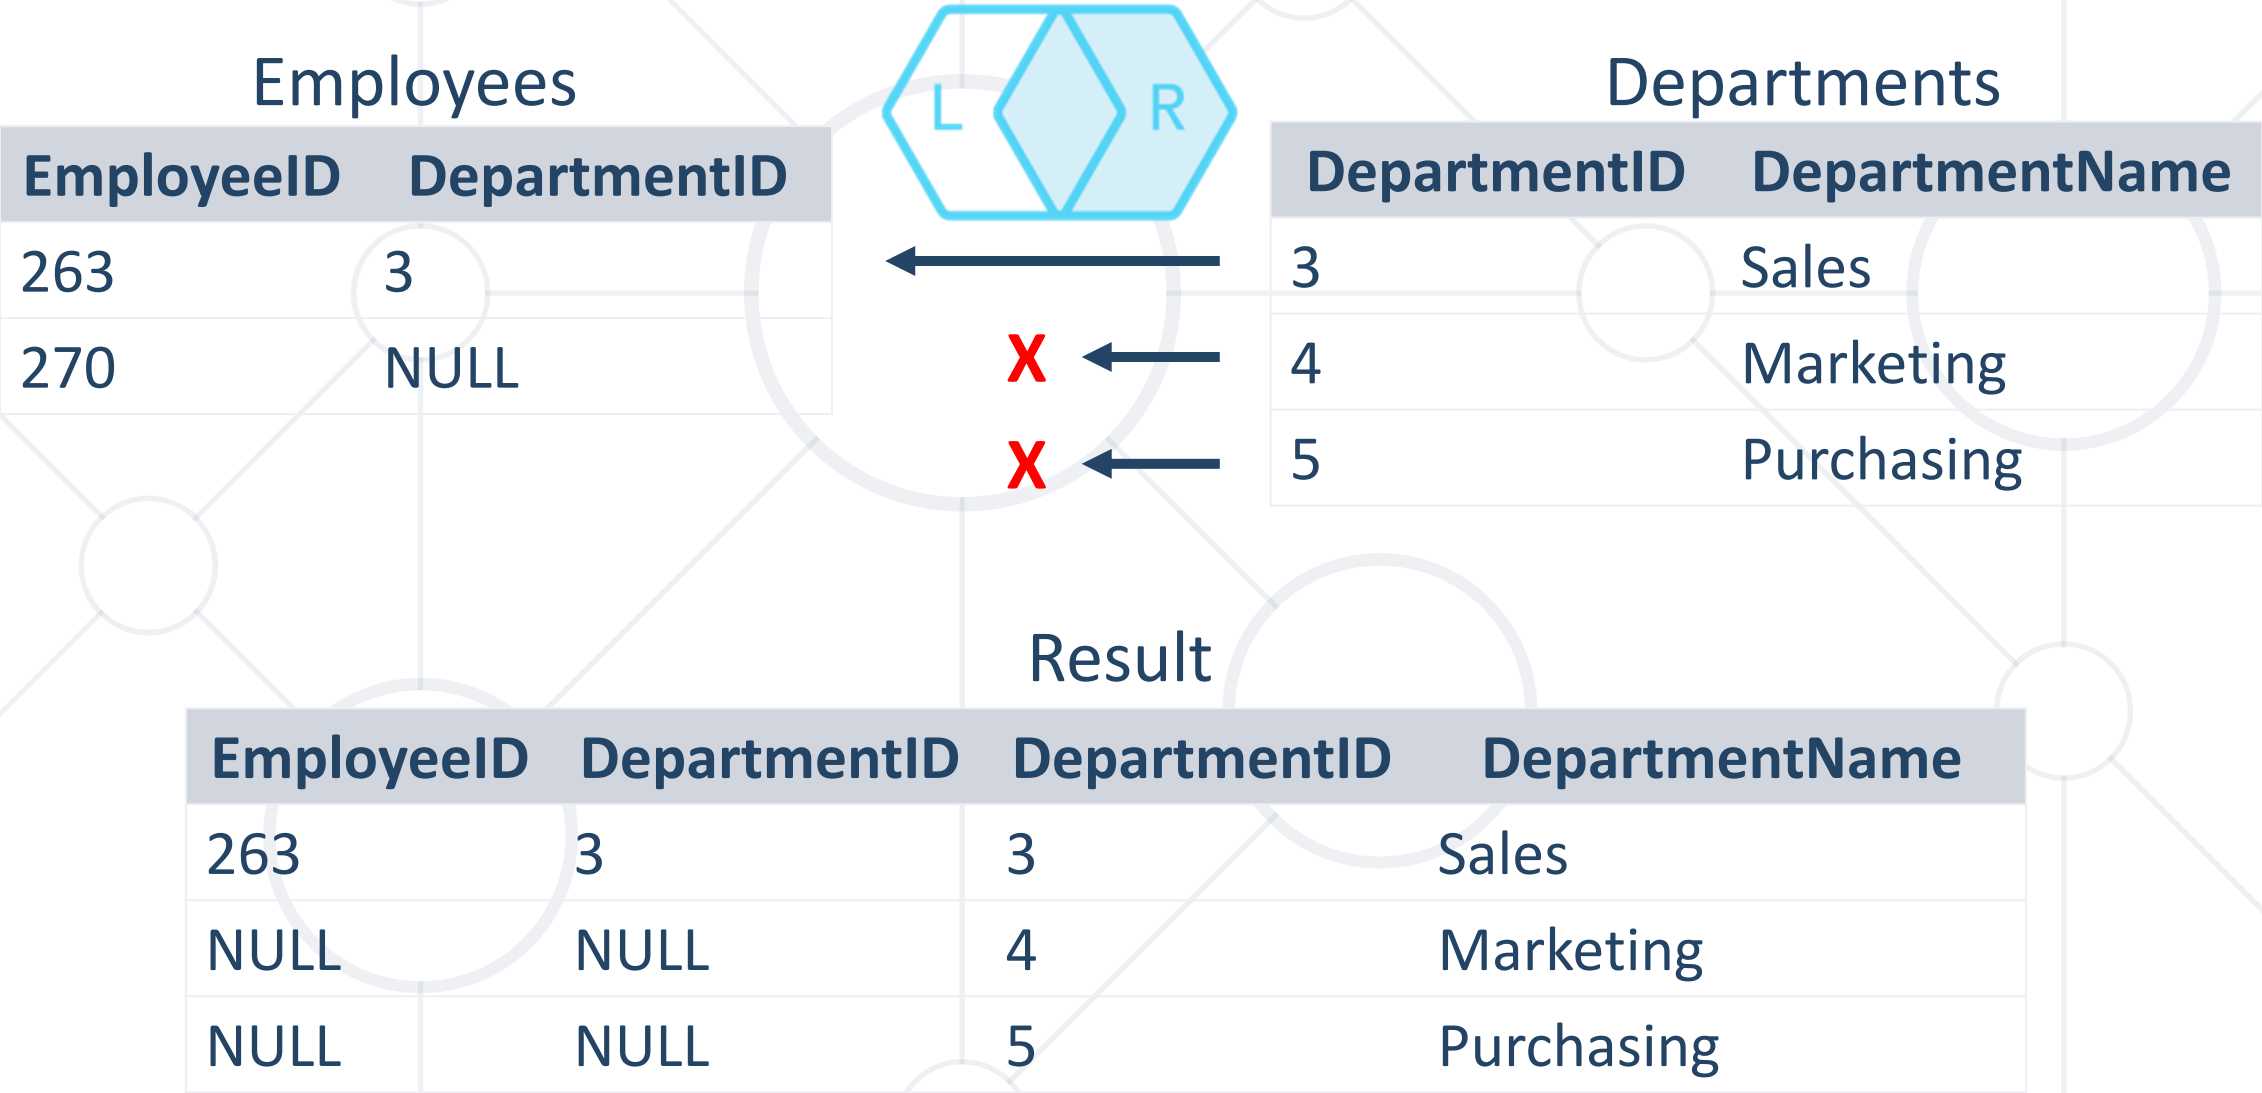 Employees
L R
Departments
EmployeeID DepartmentID
263 3
270 NULL
DepartmentID DepartmentName
3 Sales
X 4 Marketing
X 5 Purchasing
Result
EmployeeID DepartmentID DepartmentID DepartmentName
263 3 3 Sales
NULL NULL 4 Marketing
NULL NULL 5 Purchasing